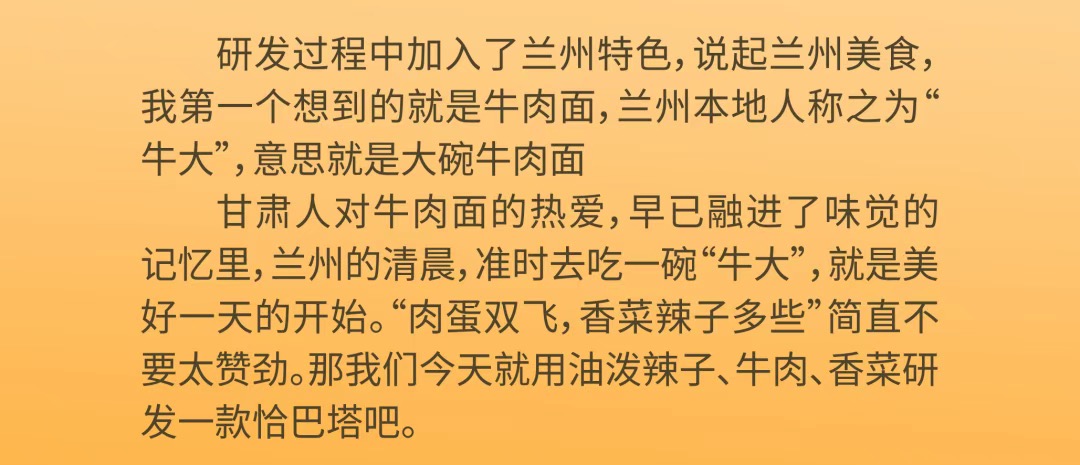 研发过程中加入了兰州特色，说起兰州美食，
我第一个想到的就是牛肉面，兰州本地人称之为“
牛大”，意思就是大碗牛肉面
甘肃人对牛肉面的热爱，早已融进了味觉的
记忆里，兰州的清晨，准时去吃一碗“牛大”，就是美
好一天的开始。“肉蛋双飞，香菜辣子多些”简直不
要太赞劲。那我们今天就用油泼辣子、牛肉、香菜研
发一款恰巴塔吧。